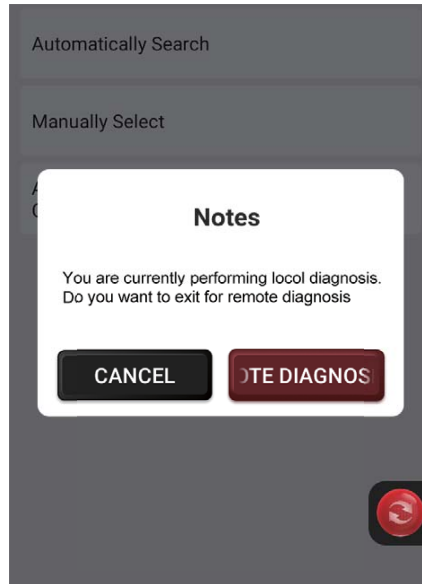 Automatically Search
Manually Select
Notes
You are currently performing locol diagnosis.
Do you want to exit for remote diagnosis
CANCEL
OTE DIAGNOS